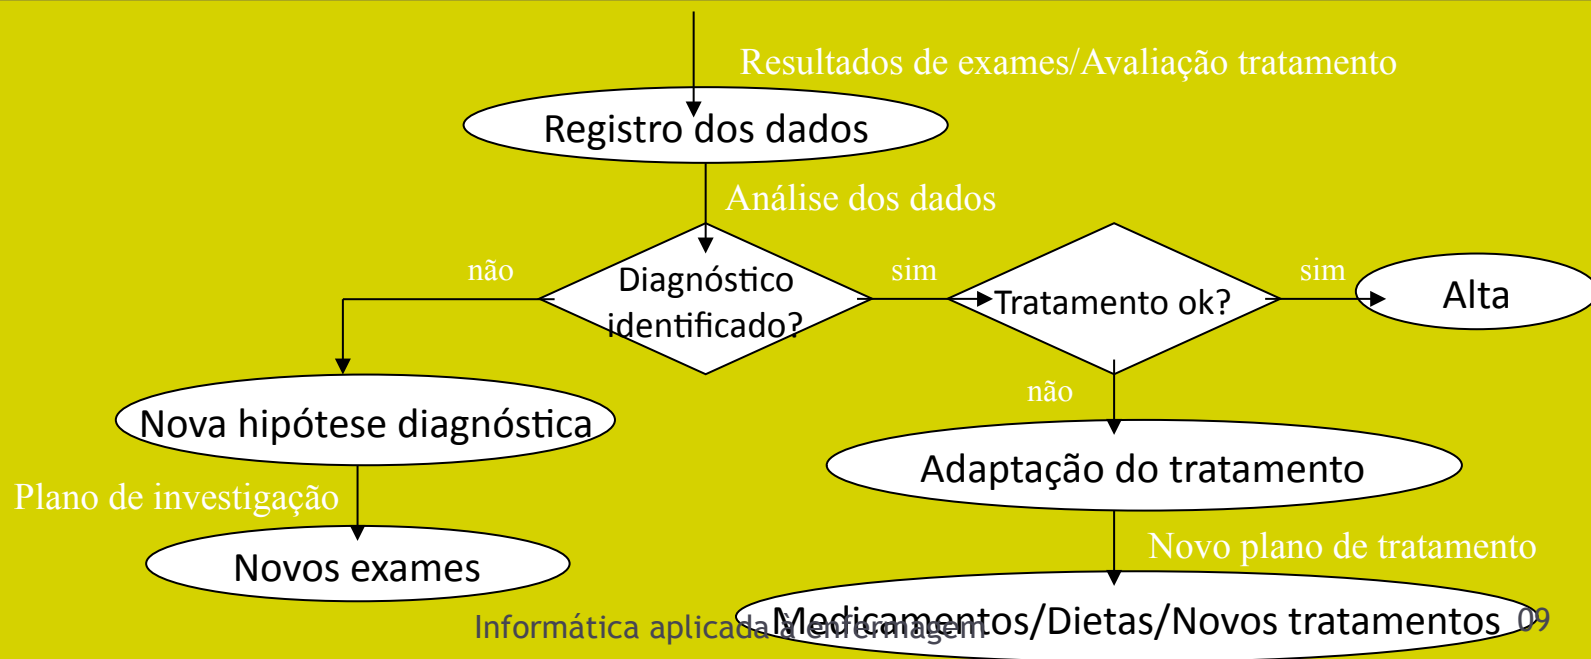 Resultados de exames/Avaliação tratamento
Registro dos dados
Análise dos dados
não
Diagnóstico
identificado?
sim
Tratamento ok?
sim
Alta
não
Nova hipótese diagnóstica
Adaptação do tratamento
Plano de investigação
Novo plano de tratamento
Novos exames
Medicamentos/Dietas/Novos tratamentos
Informática aplicada à enfermagem
09